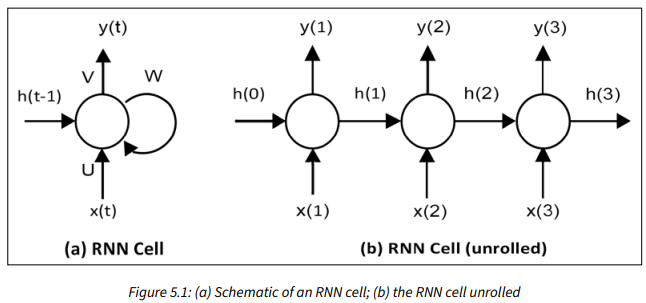 y(t) y(1) y(2) y(3)
V W
h(t-1) h(0) h(1) h(2) h(3)
U
x(t) x(1) x(2) x(3)
(a) RNN Cell (b) RNN Cell (unrolled)
Figure 5.1: (a) Schematic of an RNN cell; (b) the RNN cell unrolled